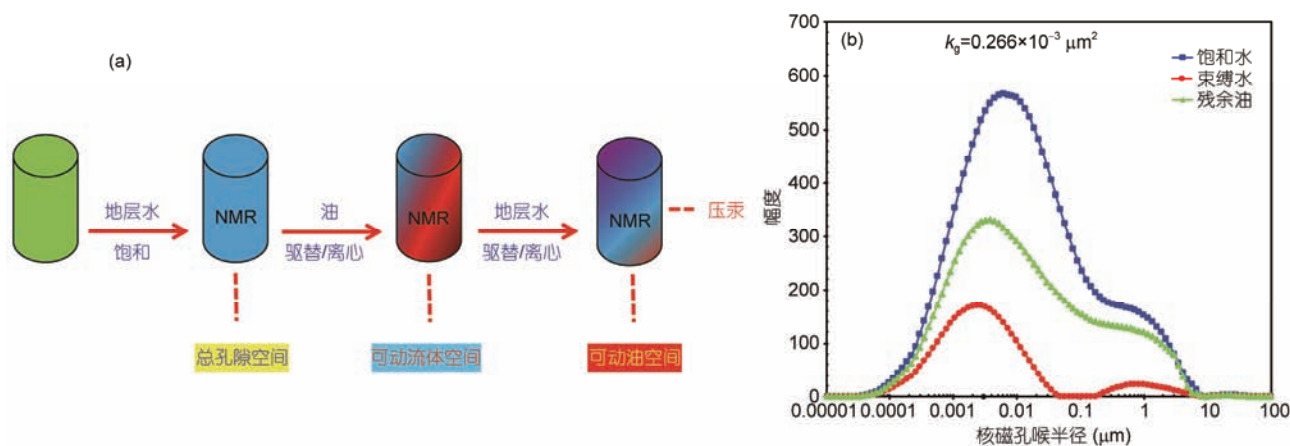 (a)
地层水
饱和
NMR
油
驱替/离心
NMR
地层水
驱替/离心
NMR
压汞
总孔隙空间
可动流体空间
可动油空间
(b)
kg=0.266×10⁻³ μm²
饱和水
束缚水
残余油
700
600
500
400
300
200
100
0
幅度
0.00001 0.0001 0.001 0.01 0.1 1 10 100
核磁孔喉半径 (μm)